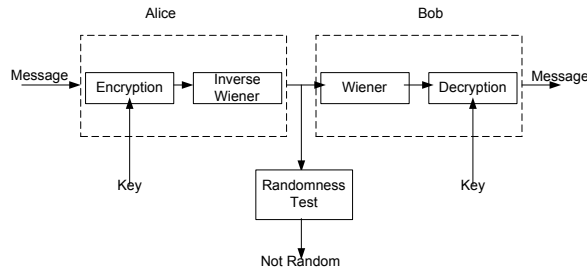 Alice
Bob
Message
Encryption
Inverse
Wiener
Wiener
Decryption
Message
Key
Randomness
Test
Key
Not Random